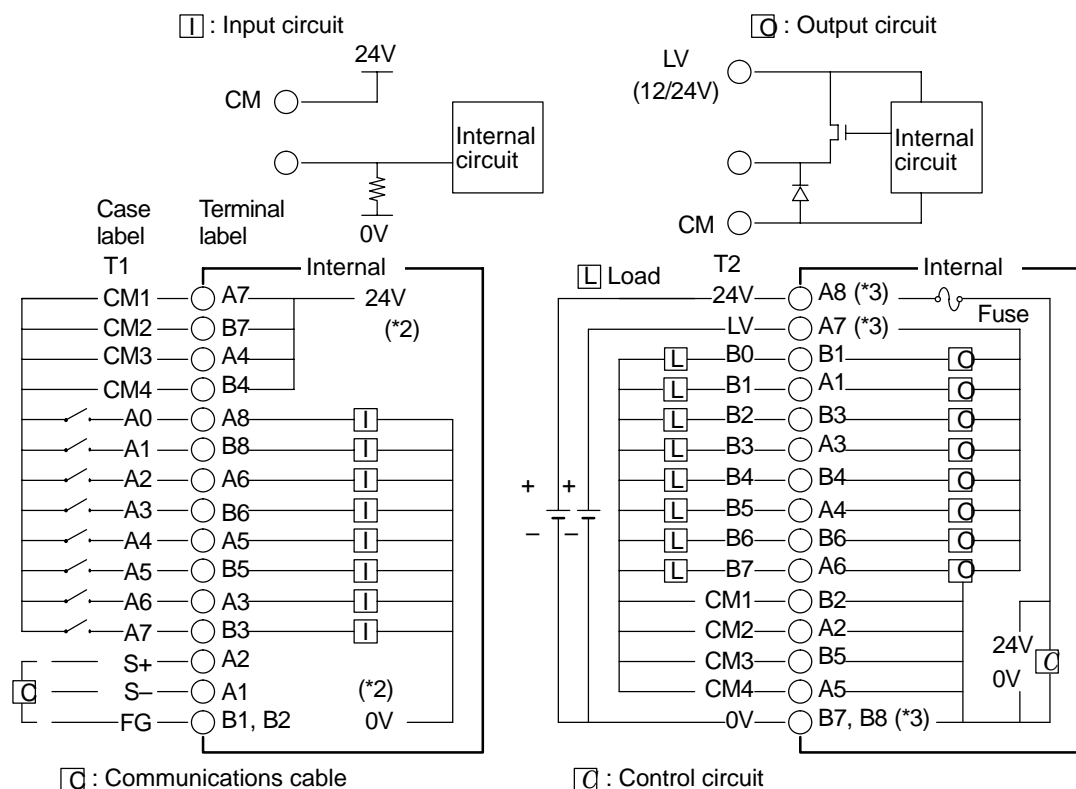 I : Input circuit
24V
CM
Internal
circuit
0V
O : Output circuit
LV
(12/24V)
Internal
circuit
CM
Case
label
Terminal
label
T1
Internal
CM1 A7 24V
CM2 B7 (*2)
CM3 A4
CM4 B4
A0 A8 I
A1 B8 I
A2 A6 I
A3 B6 I
A4 A5 I
A5 B5 I
A6 A3 I
A7 B3 I
S+ A2
C S– A1 (*2)
FG B1, B2 0V
C : Communications cable
L Load
T2
Internal
24V A8 (*3)
Fuse
LV A7 (*3)
L B0 B1 O
L B1 A1 O
L B2 B3 O
L B3 A3 O
L B4 B4 O
+ + L B5 A4 O
– – L B6 B6 O
L B7 A6 O
CM1 B2
CM2 A2 24V
CM3 B5 0V C
CM4 A5
0V B7, B8 (*3)
C : Control circuit